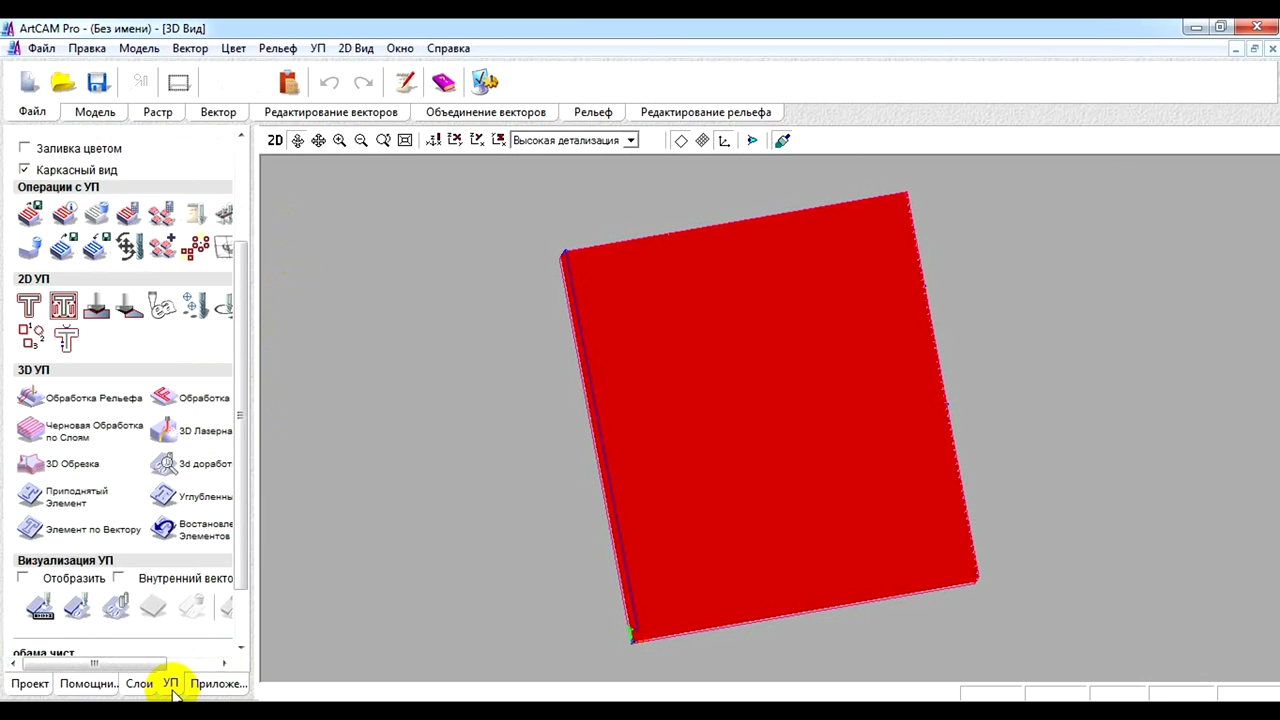 ArtCAM Pro - (Без имени) - [3D Вид]
Файл Правка Модель Вектор Цвет Рельеф УП 2D Вид Окно Справка
Файл Модель Растр Вектор Редактирование векторов Объединение векторов Рельеф Редактирование рельефа
2D Высокая детализация
Заливка цветом
Каркасный вид
Операции с УП
2D УП
3D УП
Обработка Рельефа Обработка
Черновая Обработка по Слоям 3D Лазерна
3D Обрезка 3d доработ
Приподнятый Элемент Углубленны
Элемент по Вектору Востановле Элементов
Визуализация УП
Отобразить Внутренний векто
обама чист
Проект Помощни.. Слои УП Приложе...